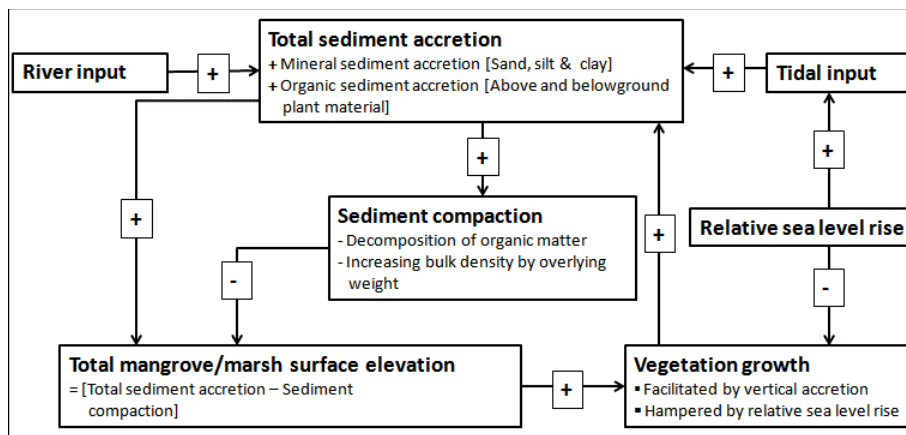 Total sediment accretion
+ Mineral sediment accretion [Sand, silt & clay]
+ Organic sediment accretion [Above and belowground
plant material]
River input
+
+
Tidal input
+
+
+
+
Sediment compaction
- Decomposition of organic matter
- Increasing bulk density by overlying
weight
Relative sea level rise
-
-
Total mangrove/marsh surface elevation
= [Total sediment accretion – Sediment
compaction]
+
Vegetation growth
▪ Facilitated by vertical accretion
▪ Hampered by relative sea level rise